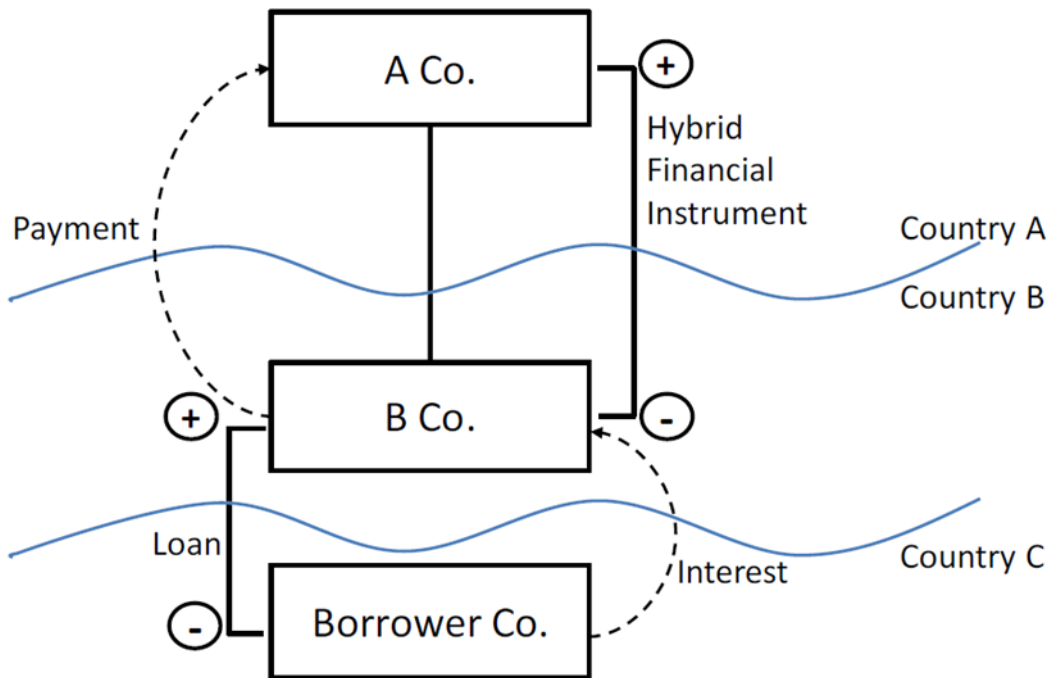 A Co.
+
Hybrid
Financial
Instrument
Payment
Country A
Country B
+
B Co.
-
Loan
Interest
Country C
-
Borrower Co.